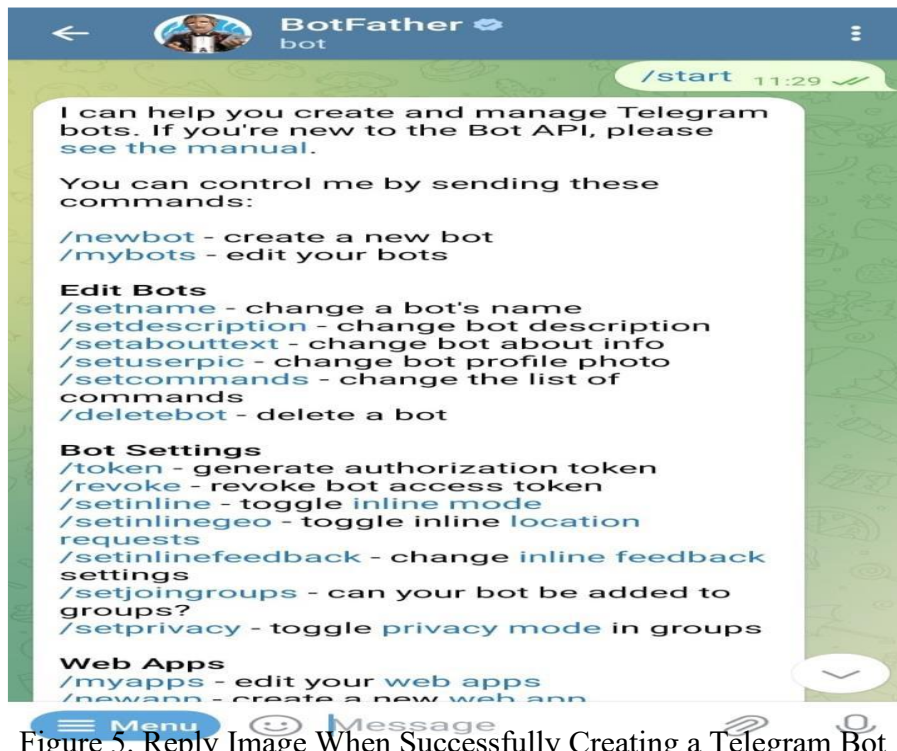 BotFather
bot
/start 11:29
I can help you create and manage Telegram
bots. If you're new to the Bot API, please
see the manual.
You can control me by sending these
commands:
/newbot - create a new bot
/mybots - edit your bots
Edit Bots
/setname - change a bot's name
/setdescription - change bot description
/setabouttext - change bot about info
/setuserpic - change bot profile photo
/setcommands - change the list of
commands
/deletebot - delete a bot
Bot Settings
/token - generate authorization token
/revoke - revoke bot access token
/setinline - toggle inline mode
/setinlinegeo - toggle inline location
requests
/setinlinefeedback - change inline feedback
settings
/setjoingroups - can your bot be added to
groups?
/setprivacy - toggle privacy mode in groups
Web Apps
/myapps - edit your web apps
/newapp - create a new web app
Menu Message
Figure 5. Reply Image When Successfully Creating a Telegram Bot